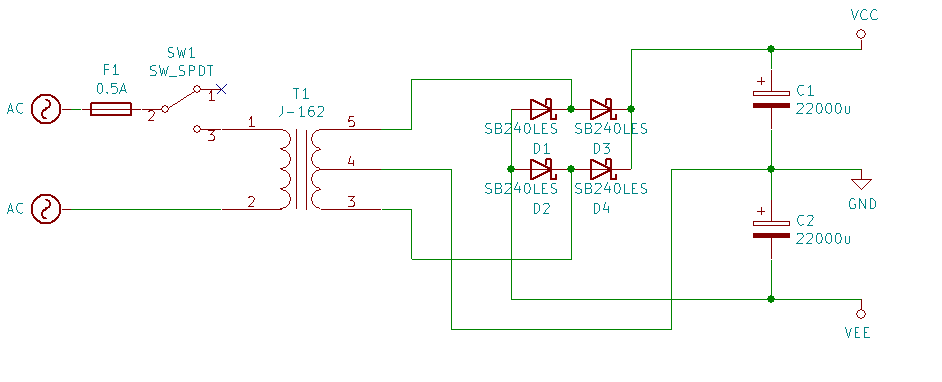 VCC
SW1
SW_SPDT
F1
0.5A
AC
1
2
3
T1
J-162
1
2
5
4
3
SB240LES
D1
SB240LES
D3
SB240LES
D2
SB240LES
D4
+
C1
22000u
GND
+
C2
22000u
AC
VEE